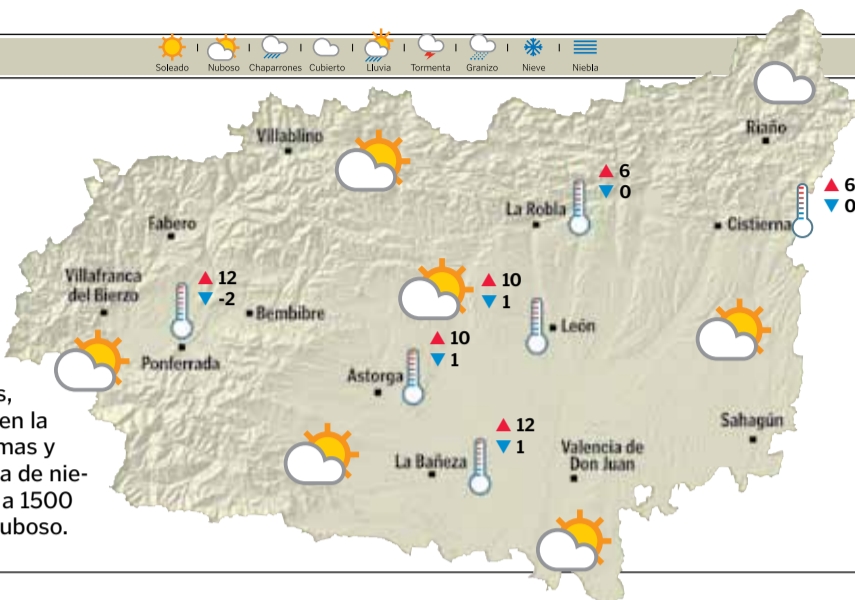 Soleado
Nuboso
Chaparrones
Cubierto
Lluvia
Tormenta
Granizo
Nieve
Niebla
Villablino
Riaño
6
0
La Robla
Cistierna
6
0
Fabero
Villafranca
del Bierzo
12
-2
Bembibre
Ponferrada
10
1
León
10
1
Astorga
12
1
La Bañeza
Valencia de
Don Juan
Sahagún
s,
en la
mas y
a de nie-
a 1500
uboso.